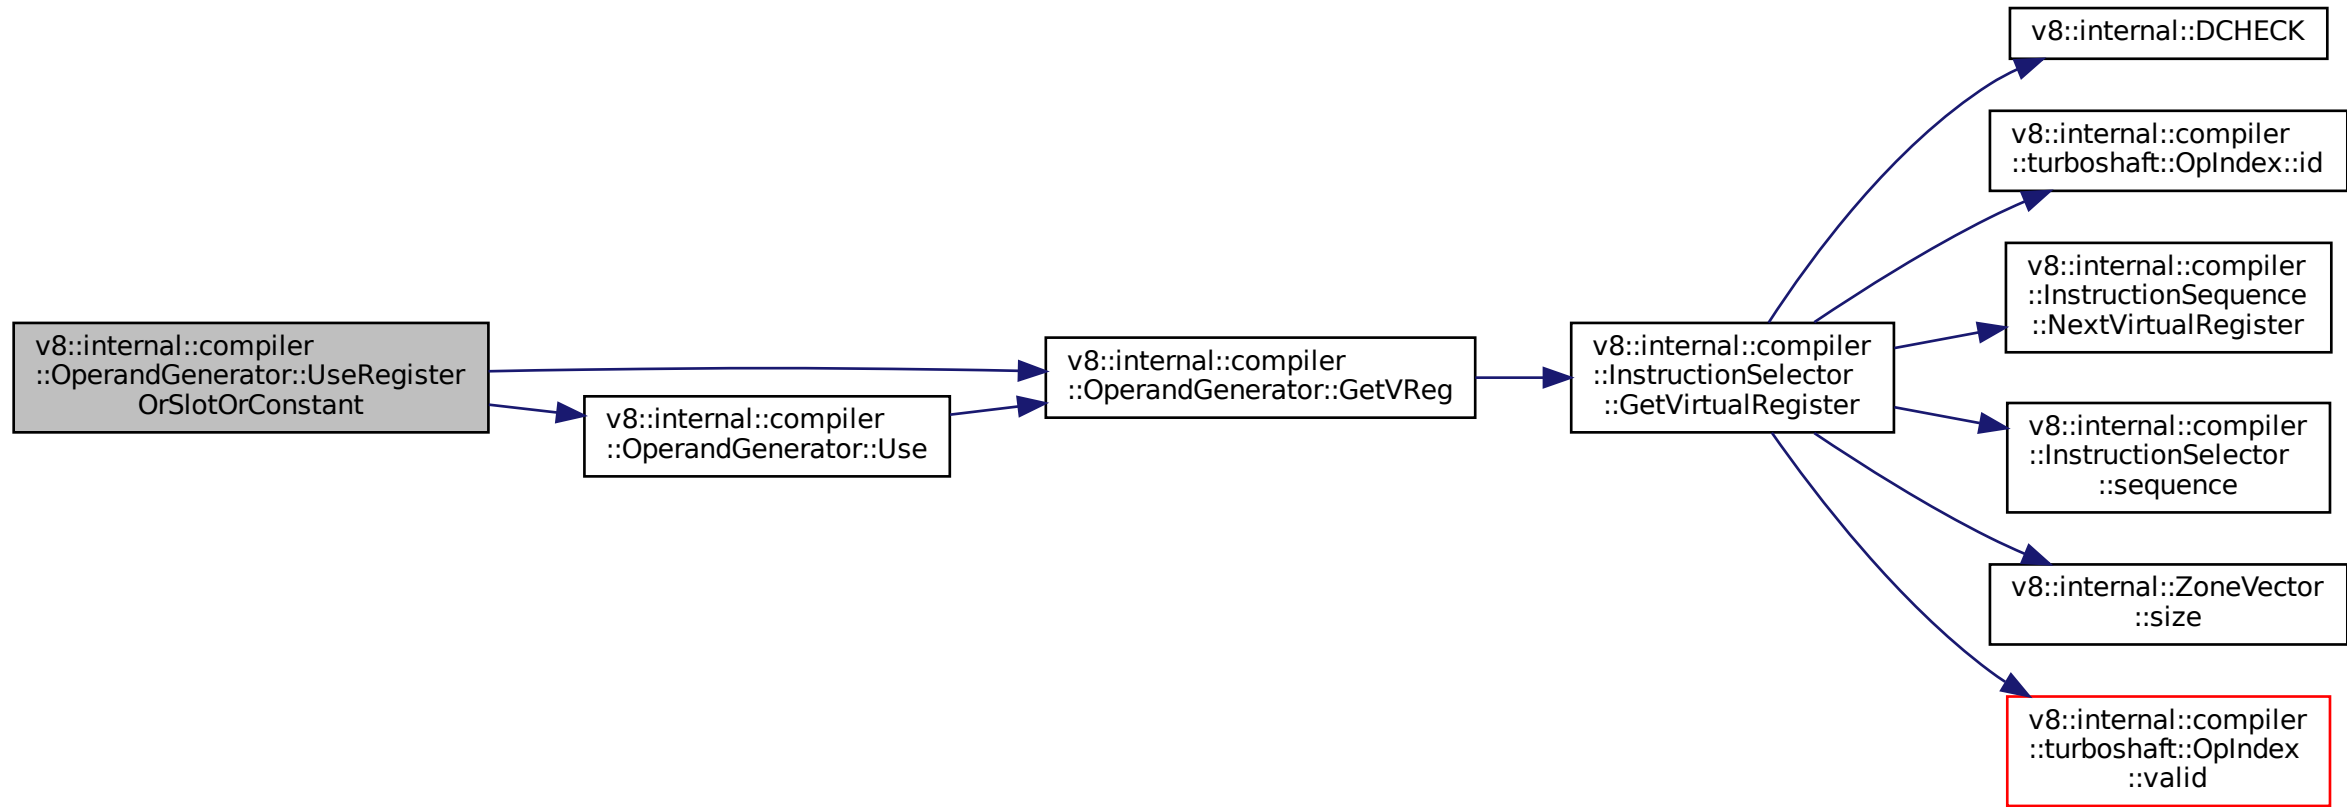 v8::internal::compiler
::OperandGenerator::UseRegister
OrSlotOrConstant
v8::internal::compiler
::OperandGenerator::Use
v8::internal::compiler
::OperandGenerator::GetVReg
v8::internal::compiler
::InstructionSelector
::GetVirtualRegister
v8::internal::DCHECK
v8::internal::compiler
::turboshaft::OpIndex::id
v8::internal::compiler
::InstructionSequence
::NextVirtualRegister
v8::internal::compiler
::InstructionSelector
::sequence
v8::internal::ZoneVector
::size
v8::internal::compiler
::turboshaft::OpIndex
::valid